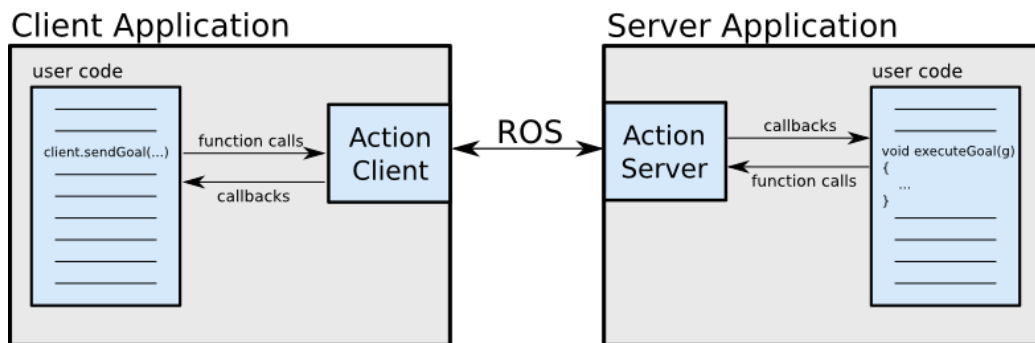 Client Application
user code
client.sendGoal(...)
function calls
callbacks
Action
Client
ROS
Server Application
Action
Server
callbacks
function calls
user code
void executeGoal(g)
{
...
}